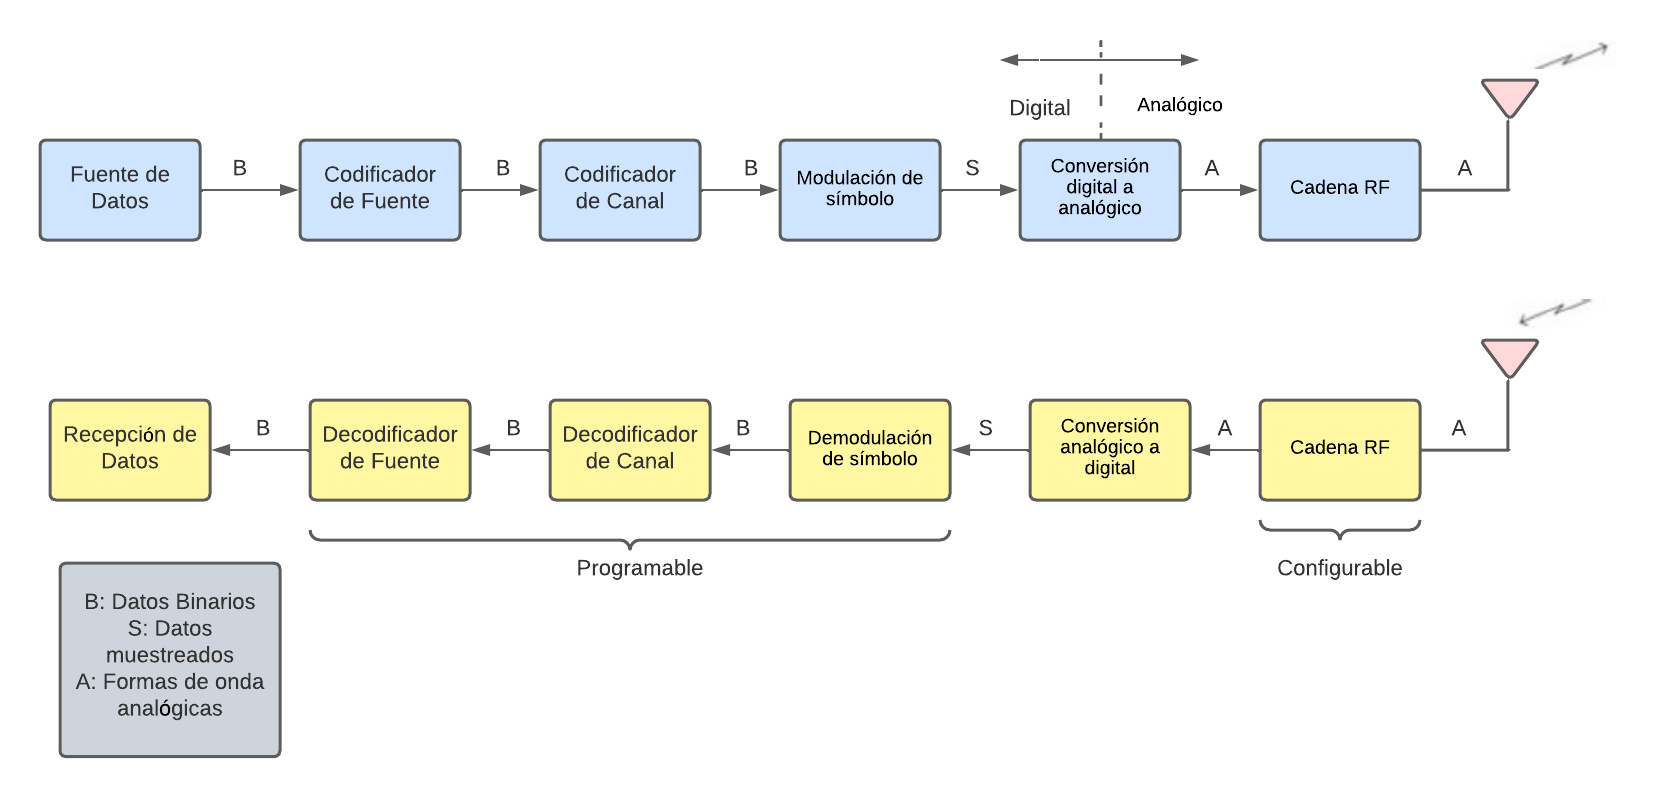 Digital
Analógico
Fuente de
Datos
B
Codificador
de Fuente
B
Codificador
de Canal
B
Modulación de
símbolo
S
Conversión
digital a
analógico
A
Cadena RF
A
Recepción de
Datos
B
Decodificador
de Fuente
B
Decodificador
de Canal
B
Demodulación
de símbolo
S
Conversión
analógico a
digital
A
Cadena RF
A
Programable
Configurable
B: Datos Binarios
S: Datos
muestreados
A: Formas de onda
analógicas